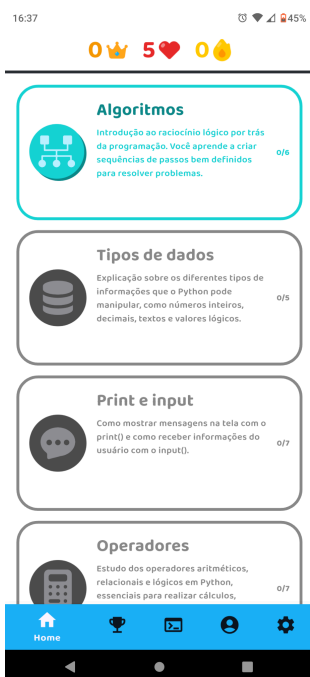 16:37
45%
0 5 0
Algoritmos
Introdução ao raciocínio lógico por trás
da programação. Você aprende a criar
sequências de passos bem definidos
para resolver problemas.
0/6
Tipos de dados
Explicação sobre os diferentes tipos de
informações que o Python pode
manipular, como números inteiros,
decimais, textos e valores lógicos.
0/5
Print e input
Como mostrar mensagens na tela com o
print() e como receber informações do
usuário com o input().
0/7
Operadores
Estudo dos operadores aritméticos,
relacionais e lógicos em Python,
essenciais para realizar cálculos,
0/7
Home